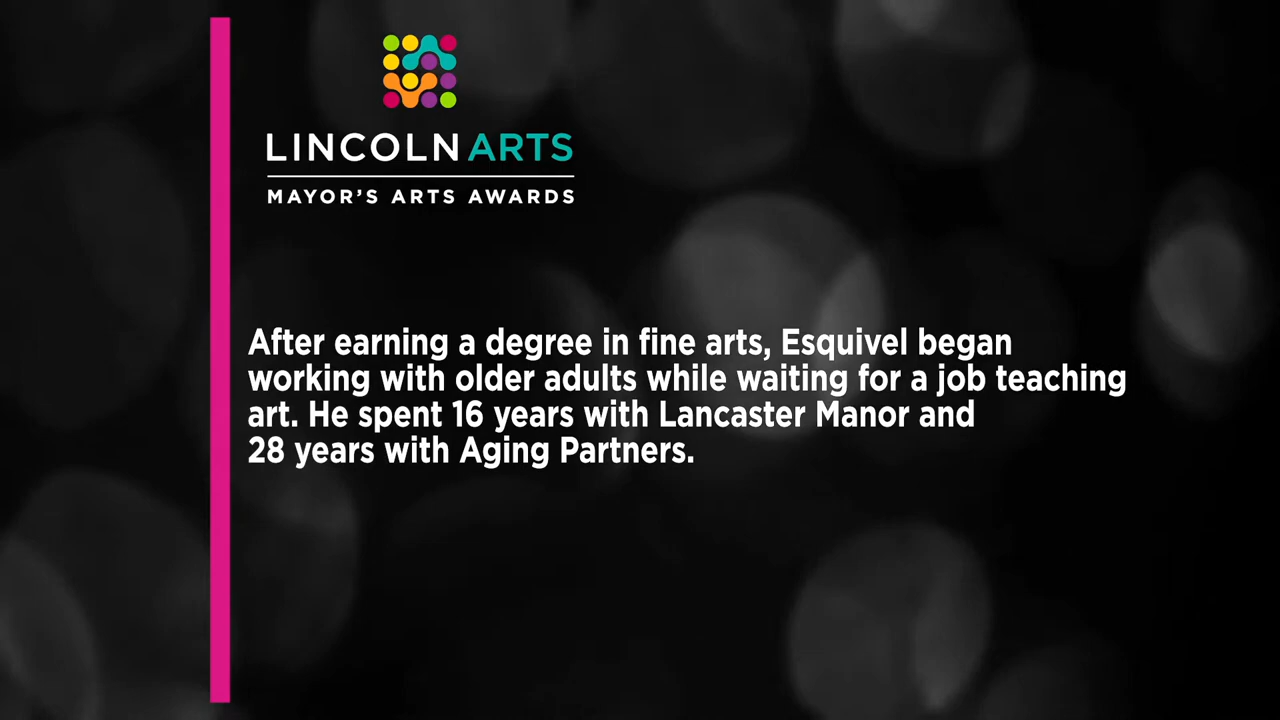 LINCOLN ARTS
MAYOR'S ARTS AWARDS
After earning a degree in fine arts, Esquivel began
working with older adults while waiting for a job teaching
art. He spent 16 years with Lancaster Manor and
28 years with Aging Partners.